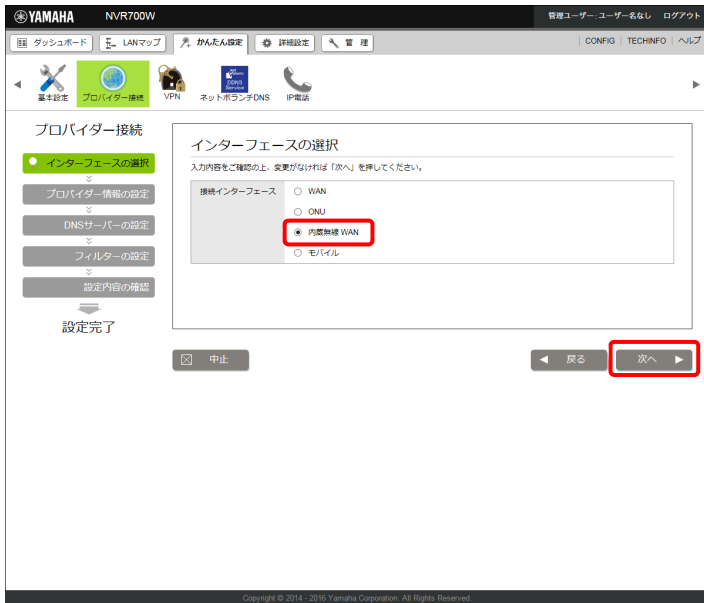 YAMAHA NVR700W 管理ユーザー:ユーザー名なし ログアウト
ダッシュボード LANマップ かんたん設定 詳細設定 管 理 CONFIG TECHINFO ヘルプ
基本設定 プロバイダー接続 VPN ネットボランチDNS IP電話
プロバイダー接続
インターフェースの選択
プロバイダー情報の設定
DNSサーバーの設定
フィルターの設定
設定内容の確認
設定完了
インターフェースの選択
入力内容をご確認の上、変更がなければ「次へ」を押してください。
接続インターフェース
WAN
ONU
内蔵無線 WAN
モバイル
中止 戻る 次へ
Copyright © 2014 - 2016 Yamaha Corporation. All Rights Reserved.